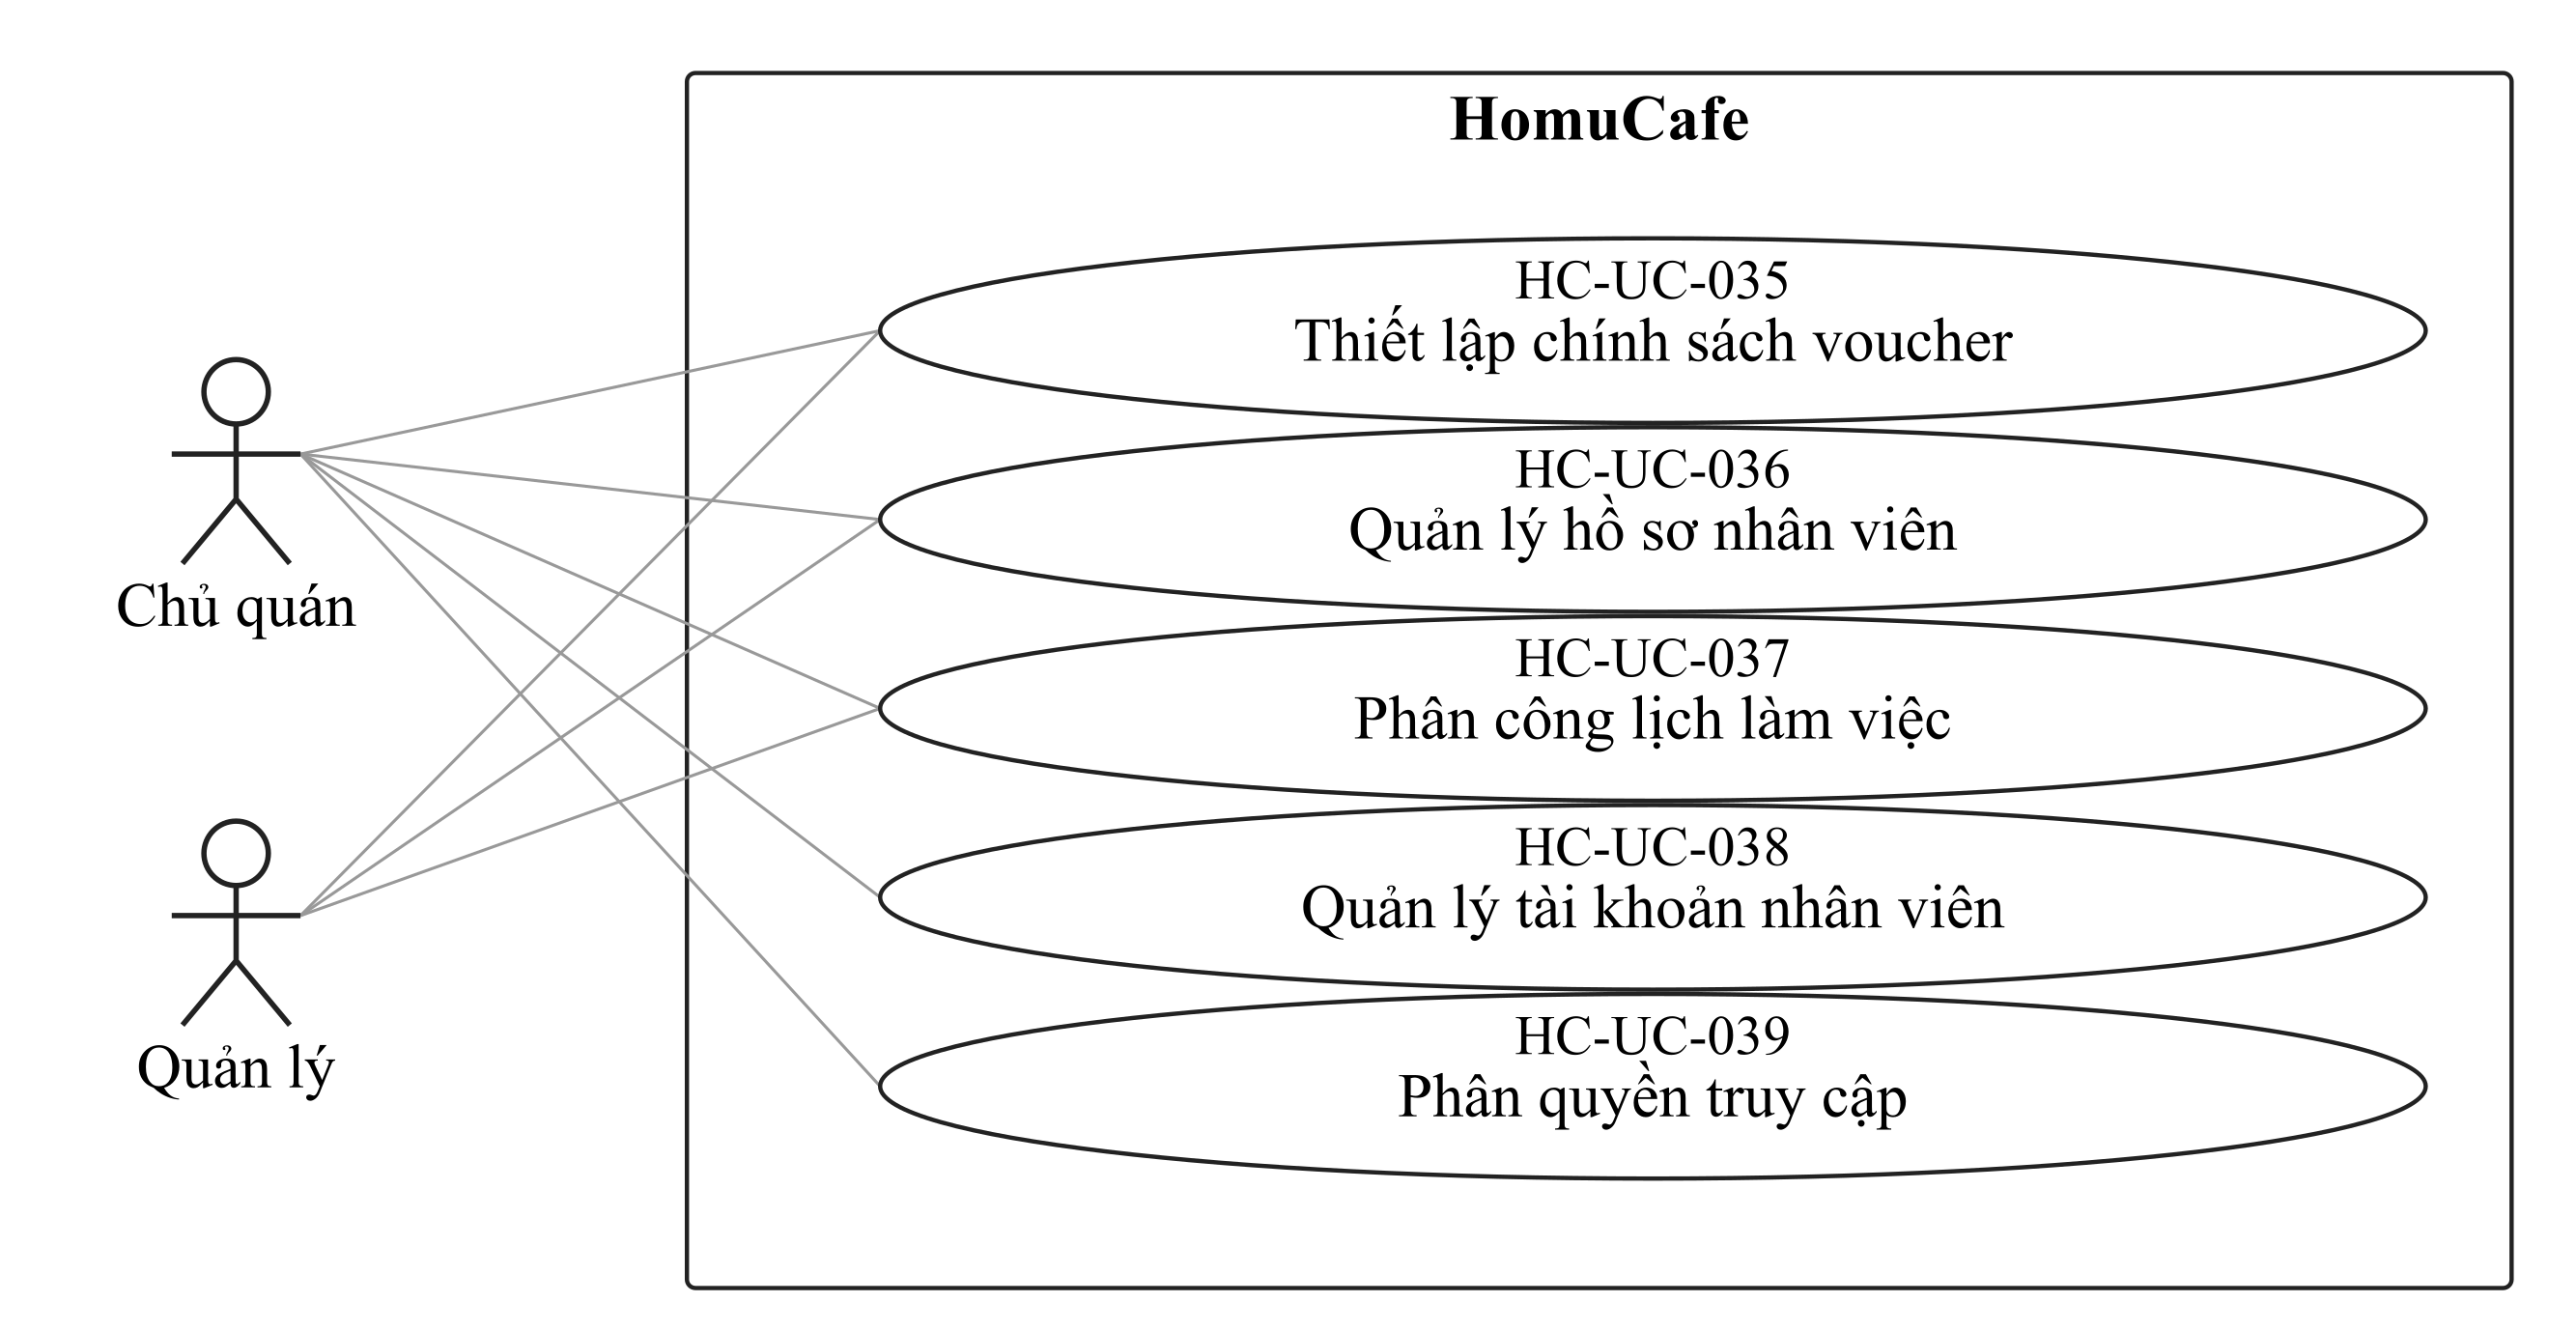 HomuCafe
HC-UC-035
Thiết lập chính sách voucher
HC-UC-036
Quản lý hồ sơ nhân viên
Chủ quán
HC-UC-037
Phân công lịch làm việc
HC-UC-038
Quản lý tài khoản nhân viên
Quản lý
HC-UC-039
Phân quyền truy cập